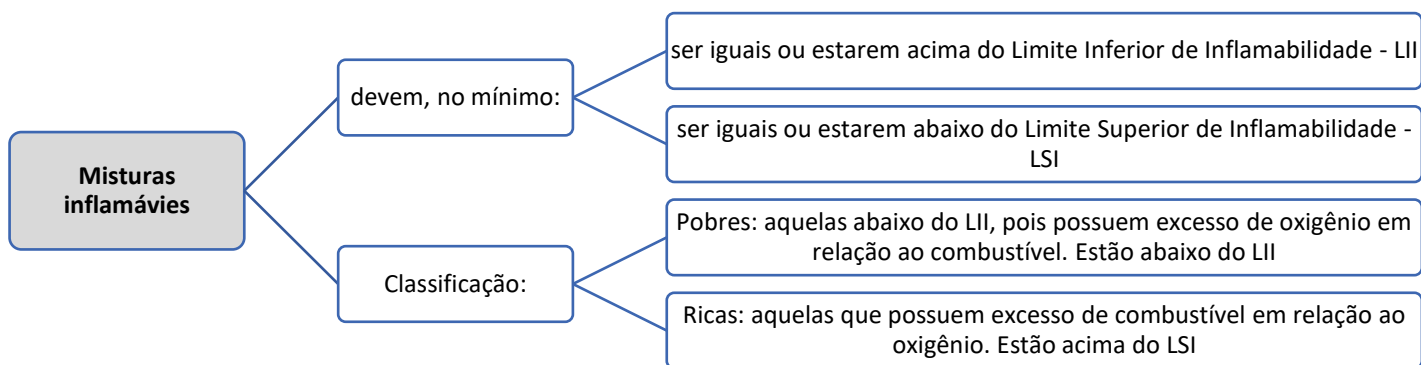 Misturas
inflamávies
devem, no mínimo:
ser iguais ou estarem acima do Limite Inferior de Inflamabilidade - LII
ser iguais ou estarem abaixo do Limite Superior de Inflamabilidade -
LSI
Classificação:
Pobres: aquelas abaixo do LII, pois possuem excesso de oxigênio em
relação ao combustível. Estão abaixo do LII
Ricas: aquelas que possuem excesso de combustível em relação ao
oxigênio. Estão acima do LSI